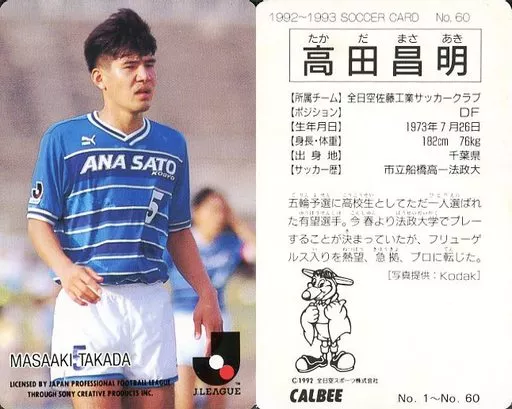 ANA SATO
5
5
MASAAKI TAKADA
LICENSED BY JAPAN PROFESSIONAL FOOTBALL LEAGUE
THROUGH SONY CREATIVE PRODUCTS INC.
J.LEAGUE
TM
1992〜1993 SOCCER CARD No. 60
たか だ まさ あき
高田昌明
【所属チーム】全日空佐藤工業サッカークラブ
【ポジション】 DF
【生年月日】 1973年7月26日
【身長・体重】 182cm 76kg
【出身地】 千葉県
【サッカー歴】 市立船橋高ー法政大
五輪予選に高校生としてただ一人選ばれ
た有望選手。今春より法政大学でプレー
することが決まっていたが、フリューゲ
ルス入りを熱望、急拠、プロに転じた。
[写真提供:Kodak]
©1992 全日空スポーツ株式会社
CALBEE No. 1〜No. 60